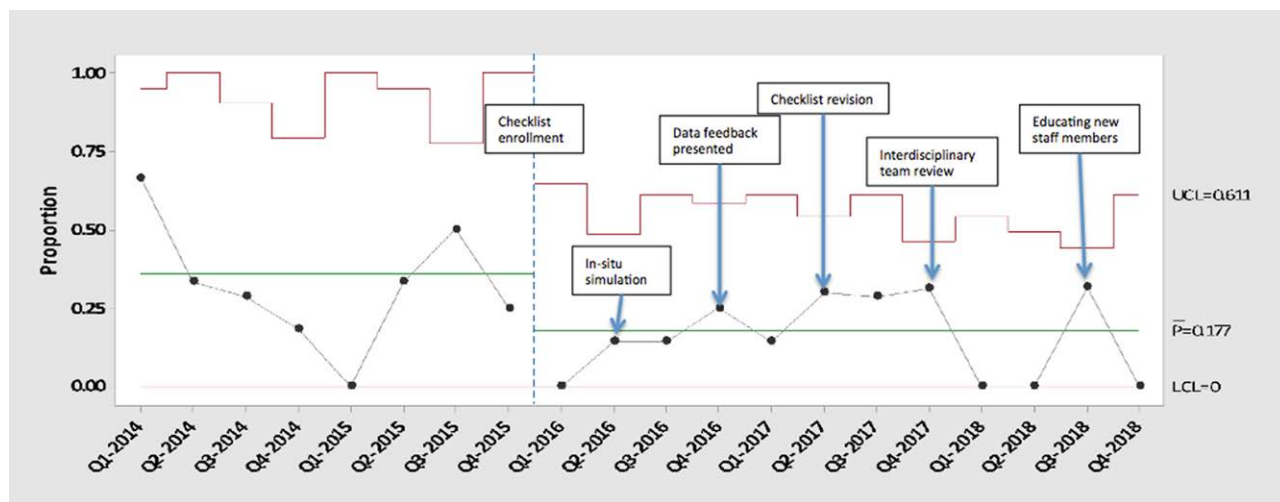 1.00
0.75
0.50
0.25
0.00
Proportion
Checklist
enrollment
In-situ
simulation
Data feedback
presented
Checklist revision
Interdisciplinary
team review
Educating new
staff members
UCL=0.611
P=0.177
LCL=0
Q1-2014
Q2-2014
Q3-2014
Q4-2014
Q1-2015
Q2-2015
Q3-2015
Q4-2015
Q1-2016
Q2-2016
Q3-2016
Q4-2016
Q1-2017
Q2-2017
Q3-2017
Q4-2017
Q1-2018
Q2-2018
Q3-2018
Q4-2018